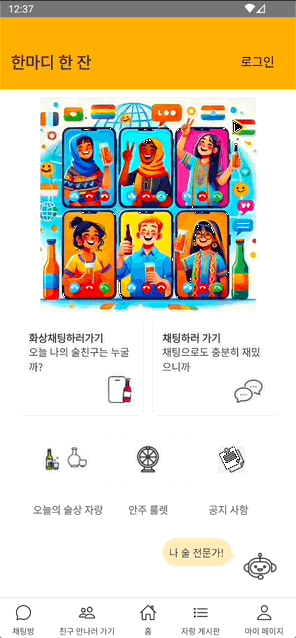 12:37
한마디 한 잔
로그인
화상채팅하러가기
오늘 나의 술친구는 누굴
까?
채팅하러 가기
채팅으로도 충분히 재밌
으니까
오늘의 술상 자랑
안주 룰렛
공지 사항
나 술 전문가!
채팅방
친구 만나러 가기
홈
자랑 게시판
마이 페이지